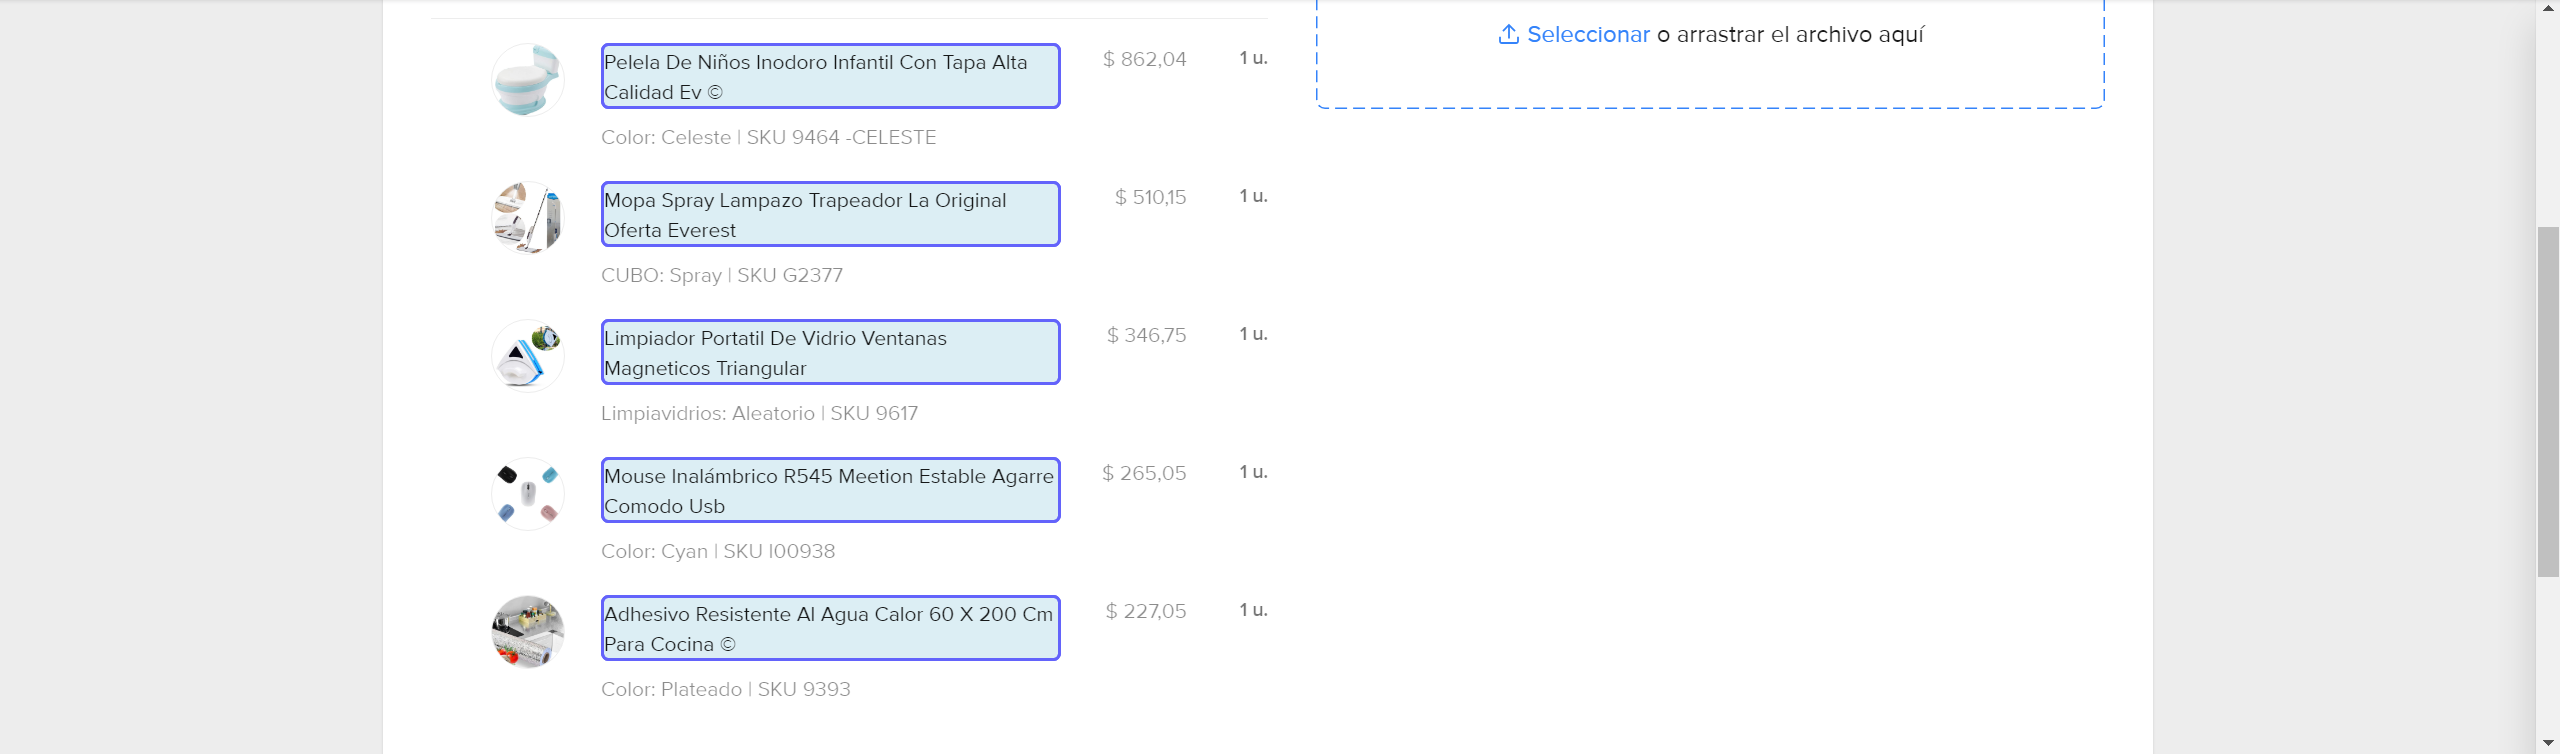 Pelela De Niños Inodoro Infantil Con Tapa Alta
Calidad Ev ©
$ 862,04
1 u.
Color: Celeste | SKU 9464 -CELESTE
Mopa Spray Lampazo Trapeador La Original
Oferta Everest
$ 510,15
1 u.
CUBO: Spray | SKU G2377
Limpiador Portatil De Vidrio Ventanas
Magneticos Triangular
$ 346,75
1 u.
Limpiavidrios: Aleatorio | SKU 9617
Mouse Inalámbrico R545 Meetion Estable Agarre
Comodo Usb
$ 265,05
1 u.
Color: Cyan | SKU I00938
Adhesivo Resistente Al Agua Calor 60 X 200 Cm
Para Cocina ©
$ 227,05
1 u.
Color: Plateado | SKU 9393
Seleccionar o arrastrar el archivo aquí